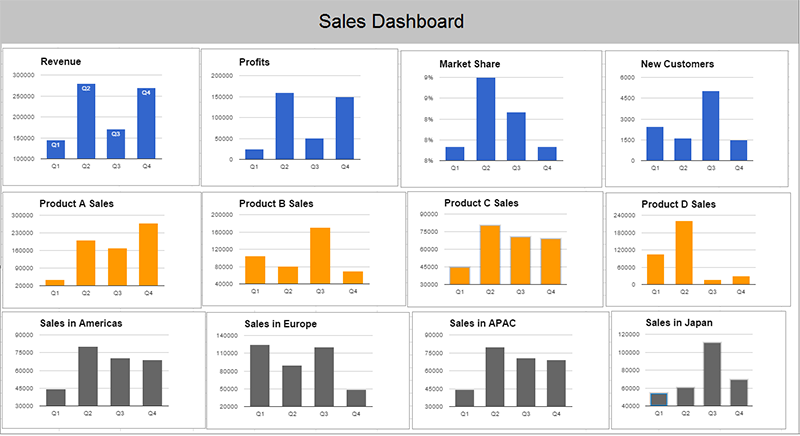 Sales Dashboard
Revenue
300000
250000
200000
150000
100000
Q1
Q2
Q3
Q4
Q1
Q2
Q3
Q4
Profits
200000
150000
100000
50000
0
Q1
Q2
Q3
Q4
Market Share
9%
9%
8%
8%
8%
Q1
Q2
Q3
Q4
New Customers
6000
4500
3000
1500
0
Q1
Q2
Q3
Q4
Product A Sales
300000
230000
160000
90000
20000
Q1
Q2
Q3
Q4
Product B Sales
200000
160000
120000
80000
40000
Q1
Q2
Q3
Q4
Product C Sales
90000
75000
60000
45000
30000
Q1
Q2
Q3
Q4
Product D Sales
240000
180000
120000
60000
0
Q1
Q2
Q3
Q4
Sales in Americas
90000
75000
60000
45000
30000
Q1
Q2
Q3
Q4
Sales in Europe
140000
110000
80000
50000
20000
Q1
Q2
Q3
Q4
Sales in APAC
90000
75000
60000
45000
30000
Q1
Q2
Q3
Q4
Sales in Japan
120000
100000
80000
60000
40000
Q1
Q2
Q3
Q4